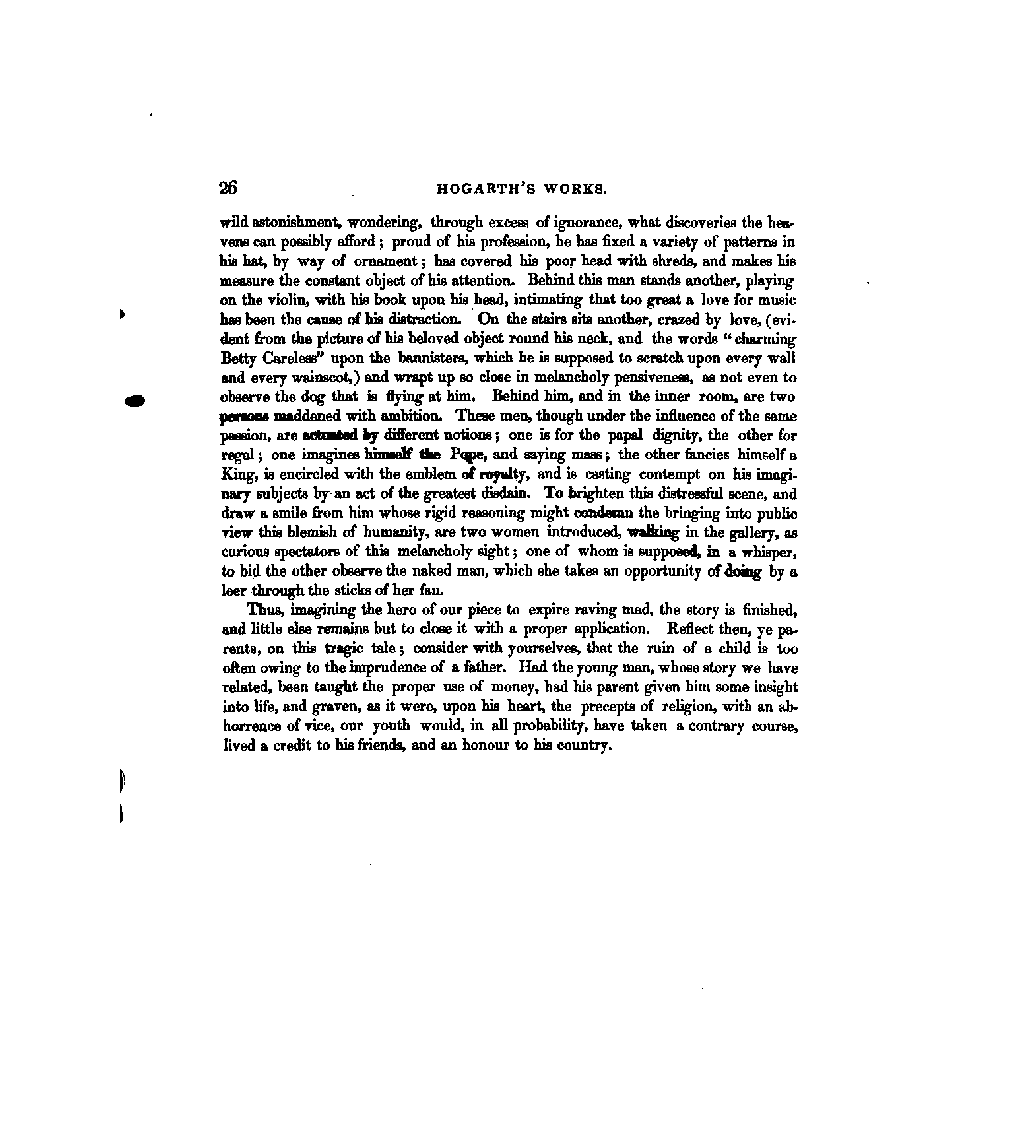 26 HOGARTH'S WORKS.
wild astonishment, wondering, through excess of ignorance, what discoveries the hea-
vens can possibly afford; proud of his profession, he has fixed a variety of patterns in
his hat, by way of ornament; has covered his poor head with shreds, and makes his
measure the constant object of his attention. Behind this man stands another, playing
on the violin, with his book upon his head, intimating that too great a love for music
has been the cause of his distraction. On the stairs sits another, crazed by love, (evi-
dent from the picture of his beloved object round his neck, and the words "charming
Betty Careless" upon the bannisters, which he is supposed to scratch upon every wall
and every wainscot,) and wrapt up so close in melancholy pensiveness, as not even to
observe the dog that is flying at him. Behind him, and in the inner room, are two
persons maddened with ambition. These men, though under the influence of the same
passion, are actuated by different notions; one is for the papal dignity, the other for
regal; one imagines himself the Pope, and saying mass; the other fancies himself a
King, is encircled with the emblem of royalty, and is casting contempt on his imagi-
nary subjects by an act of the greatest disdain. To brighten this distressful scene, and
draw a smile from him whose rigid reasoning might condemn the bringing into public
view this blemish of humanity, are two women introduced, walking in the gallery, as
curious spectators of this melancholy sight; one of whom is supposed, in a whisper,
to bid the other observe the naked man, which she takes an opportunity of doing by a
leer through the sticks of her fan.
Thus, imagining the hero of our piece to expire raving mad, the story is finished,
and little else remains but to close it with a proper application. Reflect then, ye pa-
rents, on this tragic tale; consider with yourselves, that the ruin of a child is too
often owing to the imprudence of a father. Had the young man, whose story we have
related, been taught the proper use of money, had his parent given him some insight
into life, and graven, as it were, upon his heart, the precepts of religion, with an ab-
horrence of vice, our youth would, in all probability, have taken a contrary course,
lived a credit to his friends, and an honour to his country.